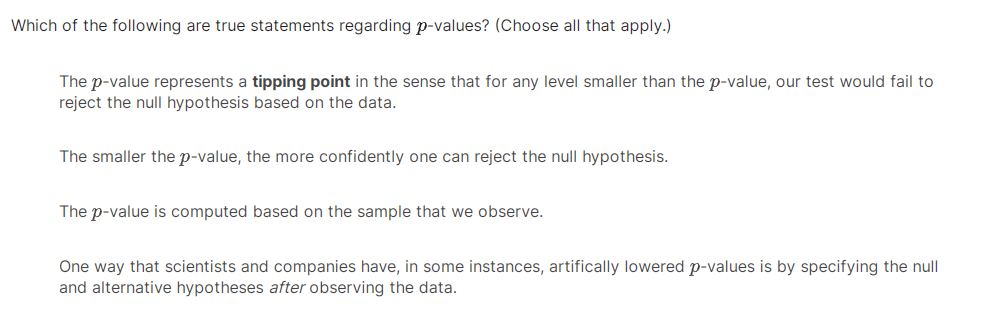 Which of the following are true statements regarding p-values? (Choose all that apply.)
The p-value represents a tipping point in the sense that for any level smaller than the p-value, our test would fail to
reject the null hypothesis based on the data.
The smaller the p-value, the more confidently one can reject the null hypothesis.
The p-value is computed based on the sample that we observe.
One way that scientists and companies have, in some instances, artifically lowered p-values is by specifying the null
and alternative hypotheses after observing the data.